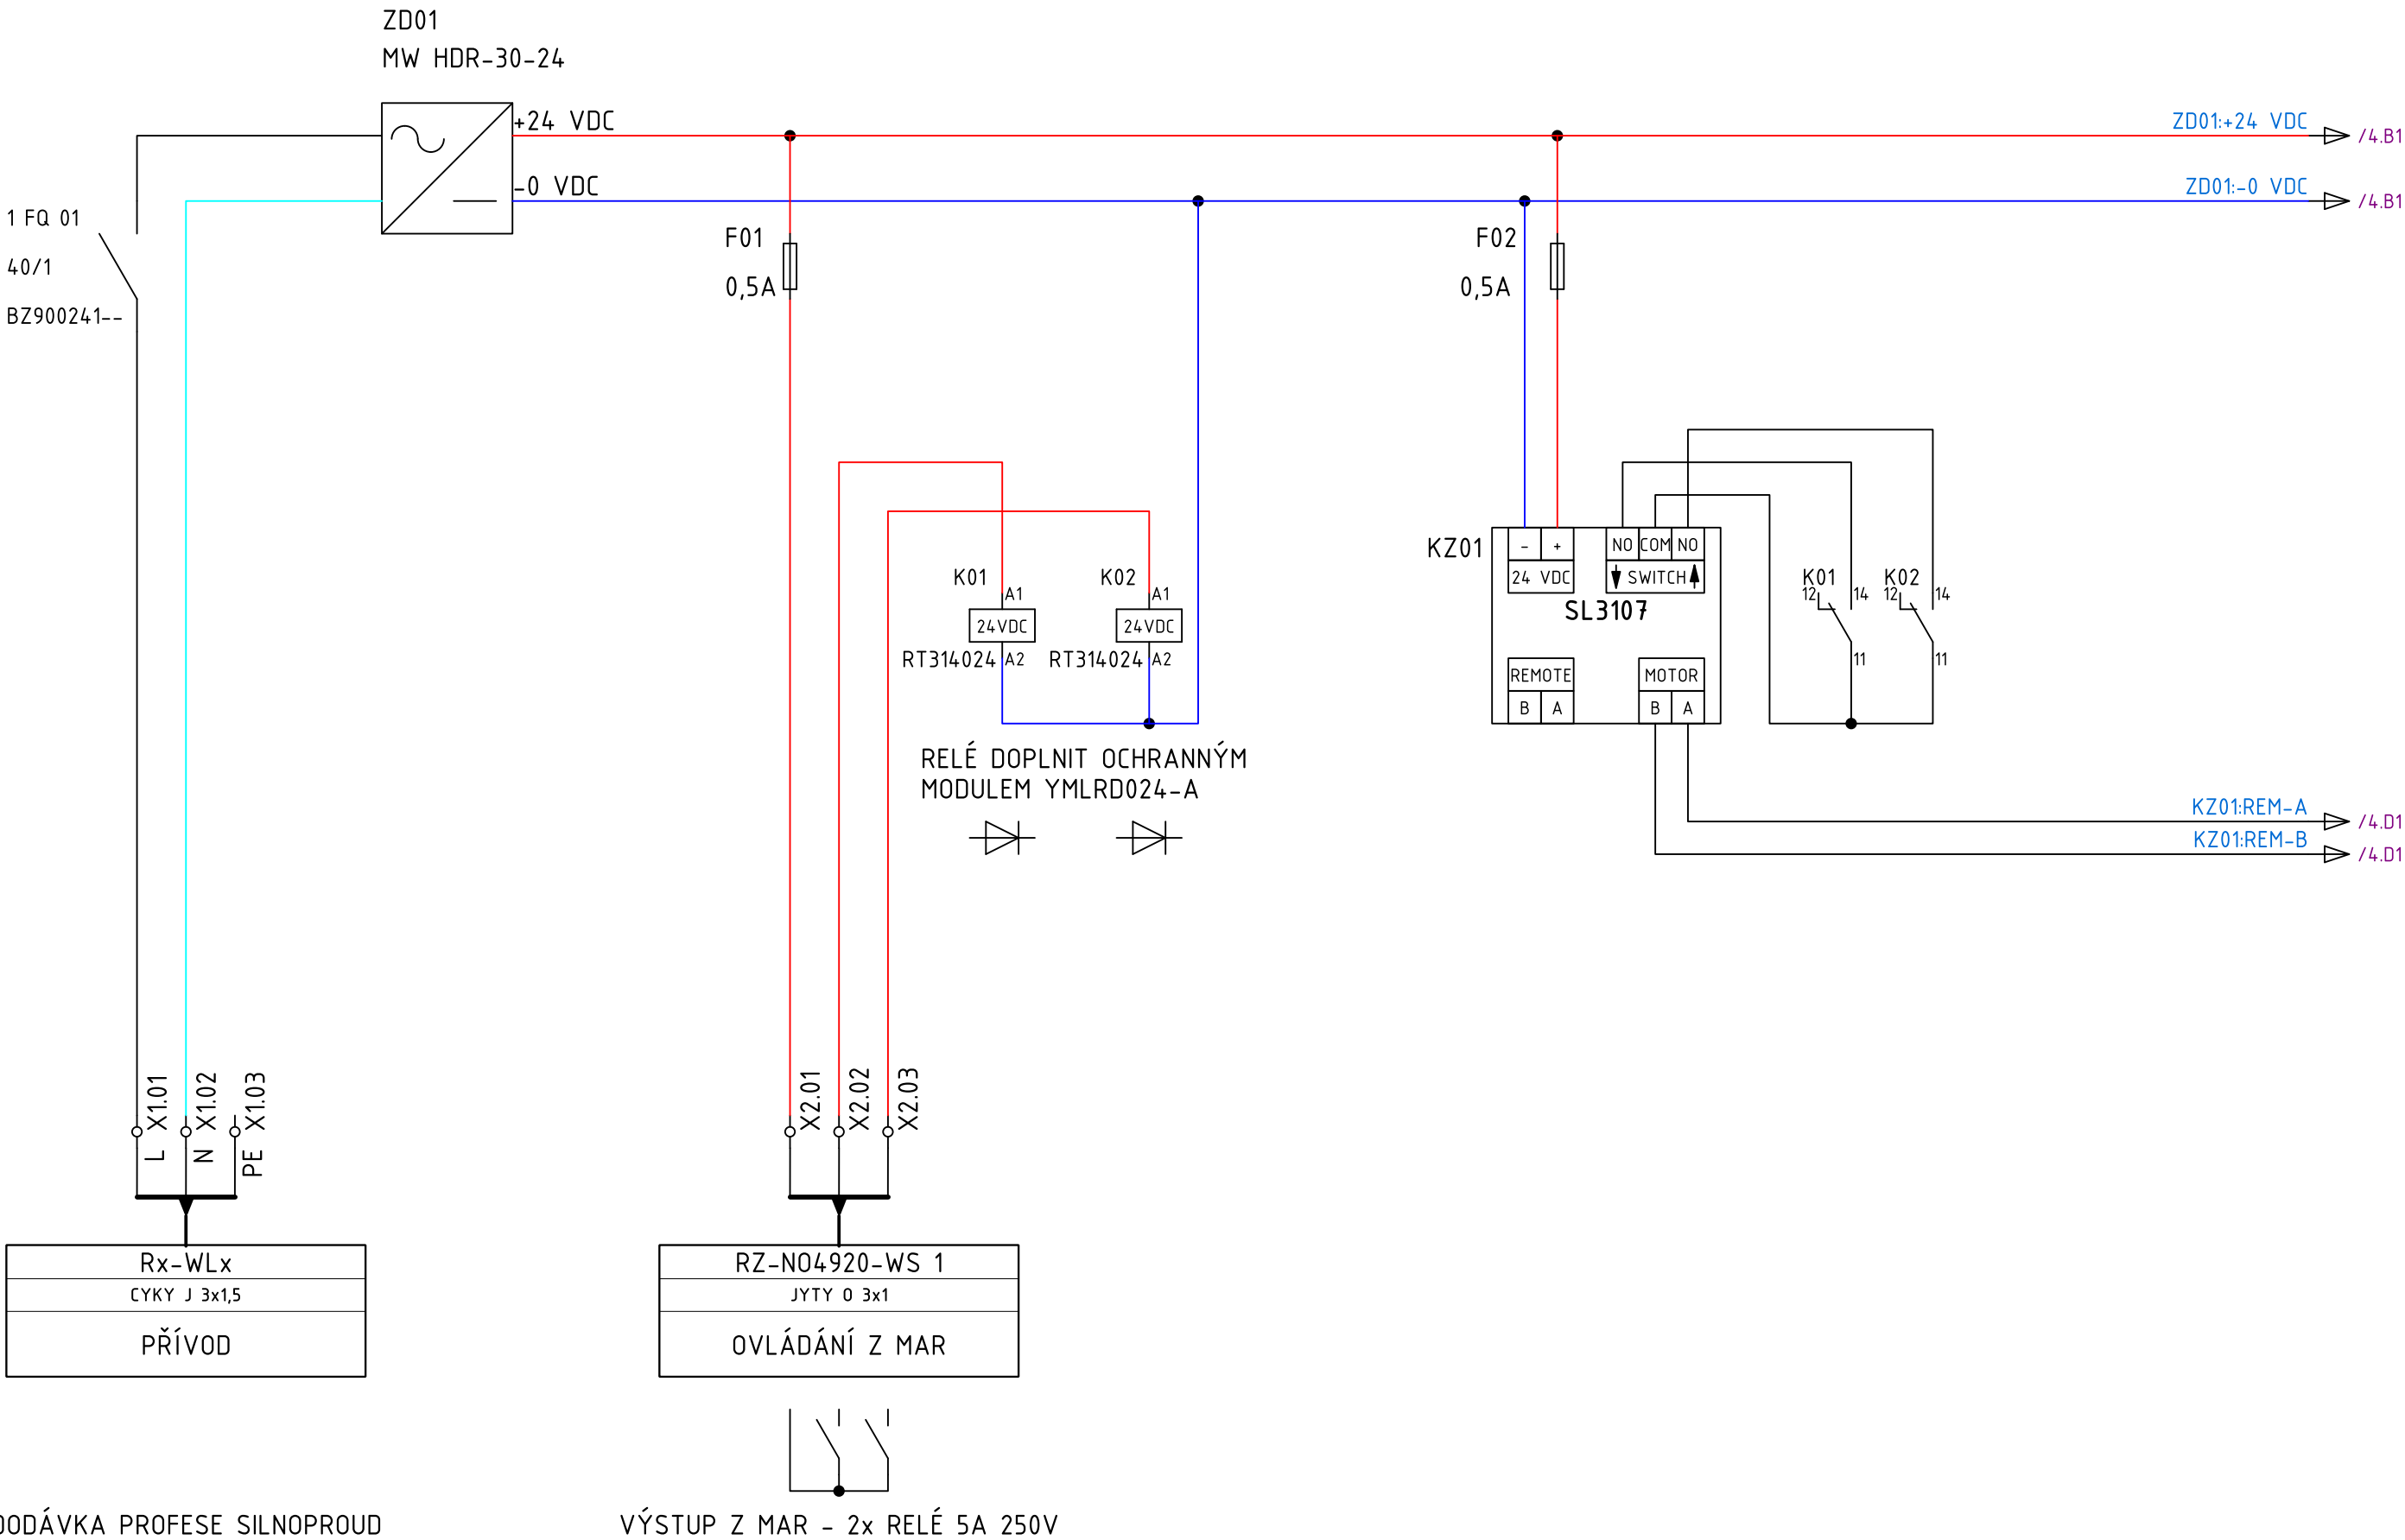 ZD01
MW HDR-30-24
+24 VDC
-0 VDC
ZD01:+24 VDC
/4.B1
ZD01:-0 VDC
/4.B1
1 FQ 01
40/1
BZ900241--
F01
0,5A
F02
0,5A
K01
A1
24VDC
RT314024
A2
K02
A1
24VDC
RT314024
A2
RELÉ DOPLNIT OCHRANNÝM
MODULEM YMLRD024-A
KZ01
- +
24 VDC
NO COM NO
SWITCH
SL3107
REMOTE
B A
MOTOR
B A
K01
12
14
11
K02
12
14
11
KZ01:REM-A
/4.D1
KZ01:REM-B
/4.D1
X1.01
X1.02
X1.03
L
N
PE
X2.01
X2.02
X2.03
Rx-WLx
CYKY J 3x1,5
PŘÍVOD
RZ-NO4920-WS 1
JYTY O 3x1
OVLÁDÁNÍ Z MAR
DODÁVKA PROFESE SILNOPROUD
VÝSTUP Z MAR - 2x RELÉ 5A 250V